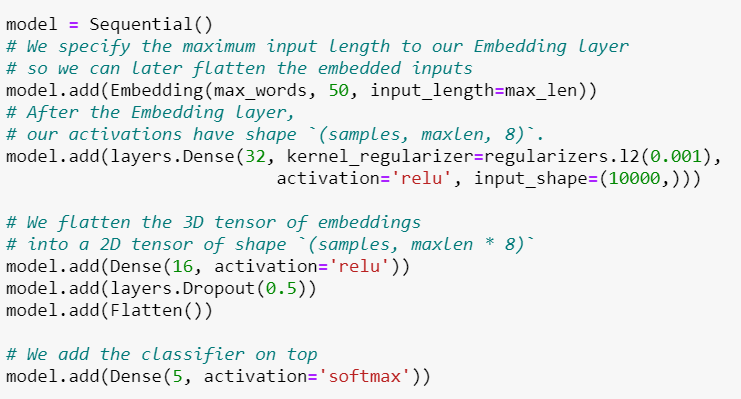 model = Sequential()
# We specify the maximum input length to our Embedding layer
# so we can later flatten the embedded inputs
model.add(Embedding(max_words, 50, input_length=max_len))
# After the Embedding layer,
# our activations have shape `(samples, maxlen, 8)`.
model.add(layers.Dense(32, kernel_regularizer=regularizers.l2(0.001),
                         activation='relu', input_shape=(10000,)))

# We flatten the 3D tensor of embeddings
# into a 2D tensor of shape `(samples, maxlen * 8)`
model.add(Dense(16, activation='relu'))
model.add(layers.Dropout(0.5))
model.add(Flatten())

# We add the classifier on top
model.add(Dense(5, activation='softmax'))